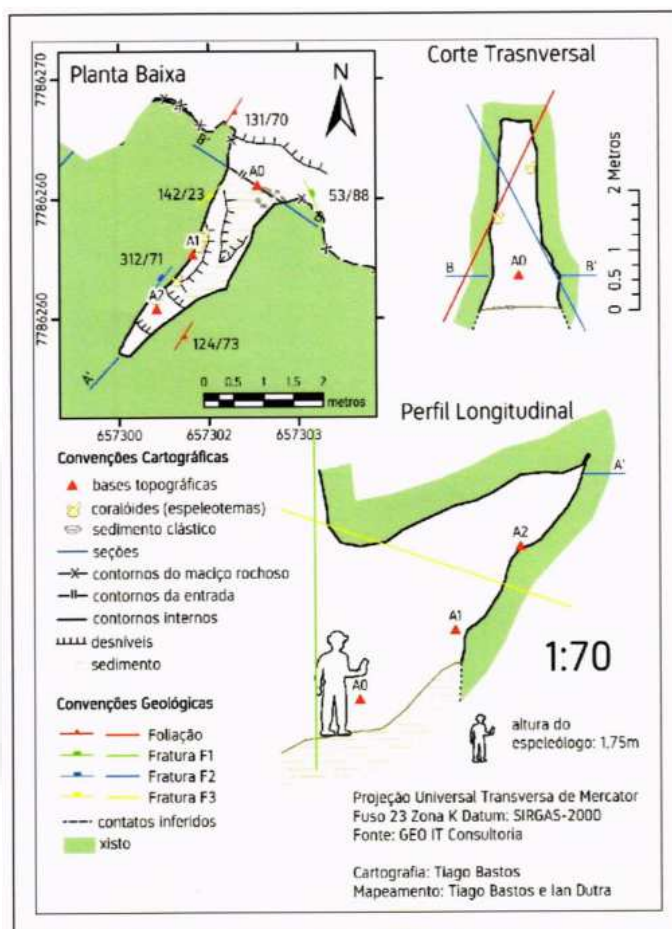 Planta Baixa
N
7786270
7786260
7786260
131/70
B'
A0
142/23
53/88
B
A1
312/71
A2
124/73
A'
0 0.5 1 1.5 2
metros
657300
657302
657303
Corte Trasnversal
A0
B
B'
0 0.5 1 2 Metros
Perfil Longitudinal
A'
A2
A1
A0
1:70
altura do
espeleólogo: 1,75m
Convenções Cartográficas
bases topográficas
coralóides (espeleotemas)
sedimento clástico
seções
contornos do maciço rochoso
contornos da entrada
contornos internos
desníveis
sedimento
Convenções Geológicas
Foliação
Fratura F1
Fratura F2
Fratura F3
contatos inferidos
xisto
Projeção Universal Transversa de Mercator
Fuso 23 Zona K Datum: SIRGAS-2000
Fonte: GEO IT Consultoria
Cartografia: Tiago Bastos
Mapeamento: Tiago Bastos e Ian Dutra